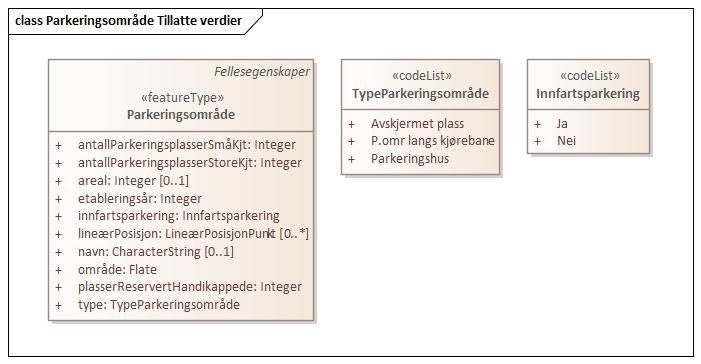 class Parkeringsområde Tillatte verdier
Fellesegenskaper
«featureType»
Parkeringsområde
+ antallParkeringsplasserSmåKjt: Integer
+ antallParkeringsplasserStoreKjt: Integer
+ areal: Integer [0..1]
+ etableringsår: Integer
+ innfartsparkering: Innfartsparkering
+ lineærPosisjon: LineærPosisjonPunkt [0..*]
+ navn: CharacterString [0..1]
+ område: Flate
+ plasserReservertHandikappede: Integer
+ type: TypeParkeringsområde
«codeList»
TypeParkeringsområde
+ Avskjermet plass
+ P.omr langs kjørebane
+ Parkeringshus
«codeList»
Innfartsparkering
+ Ja
+ Nei